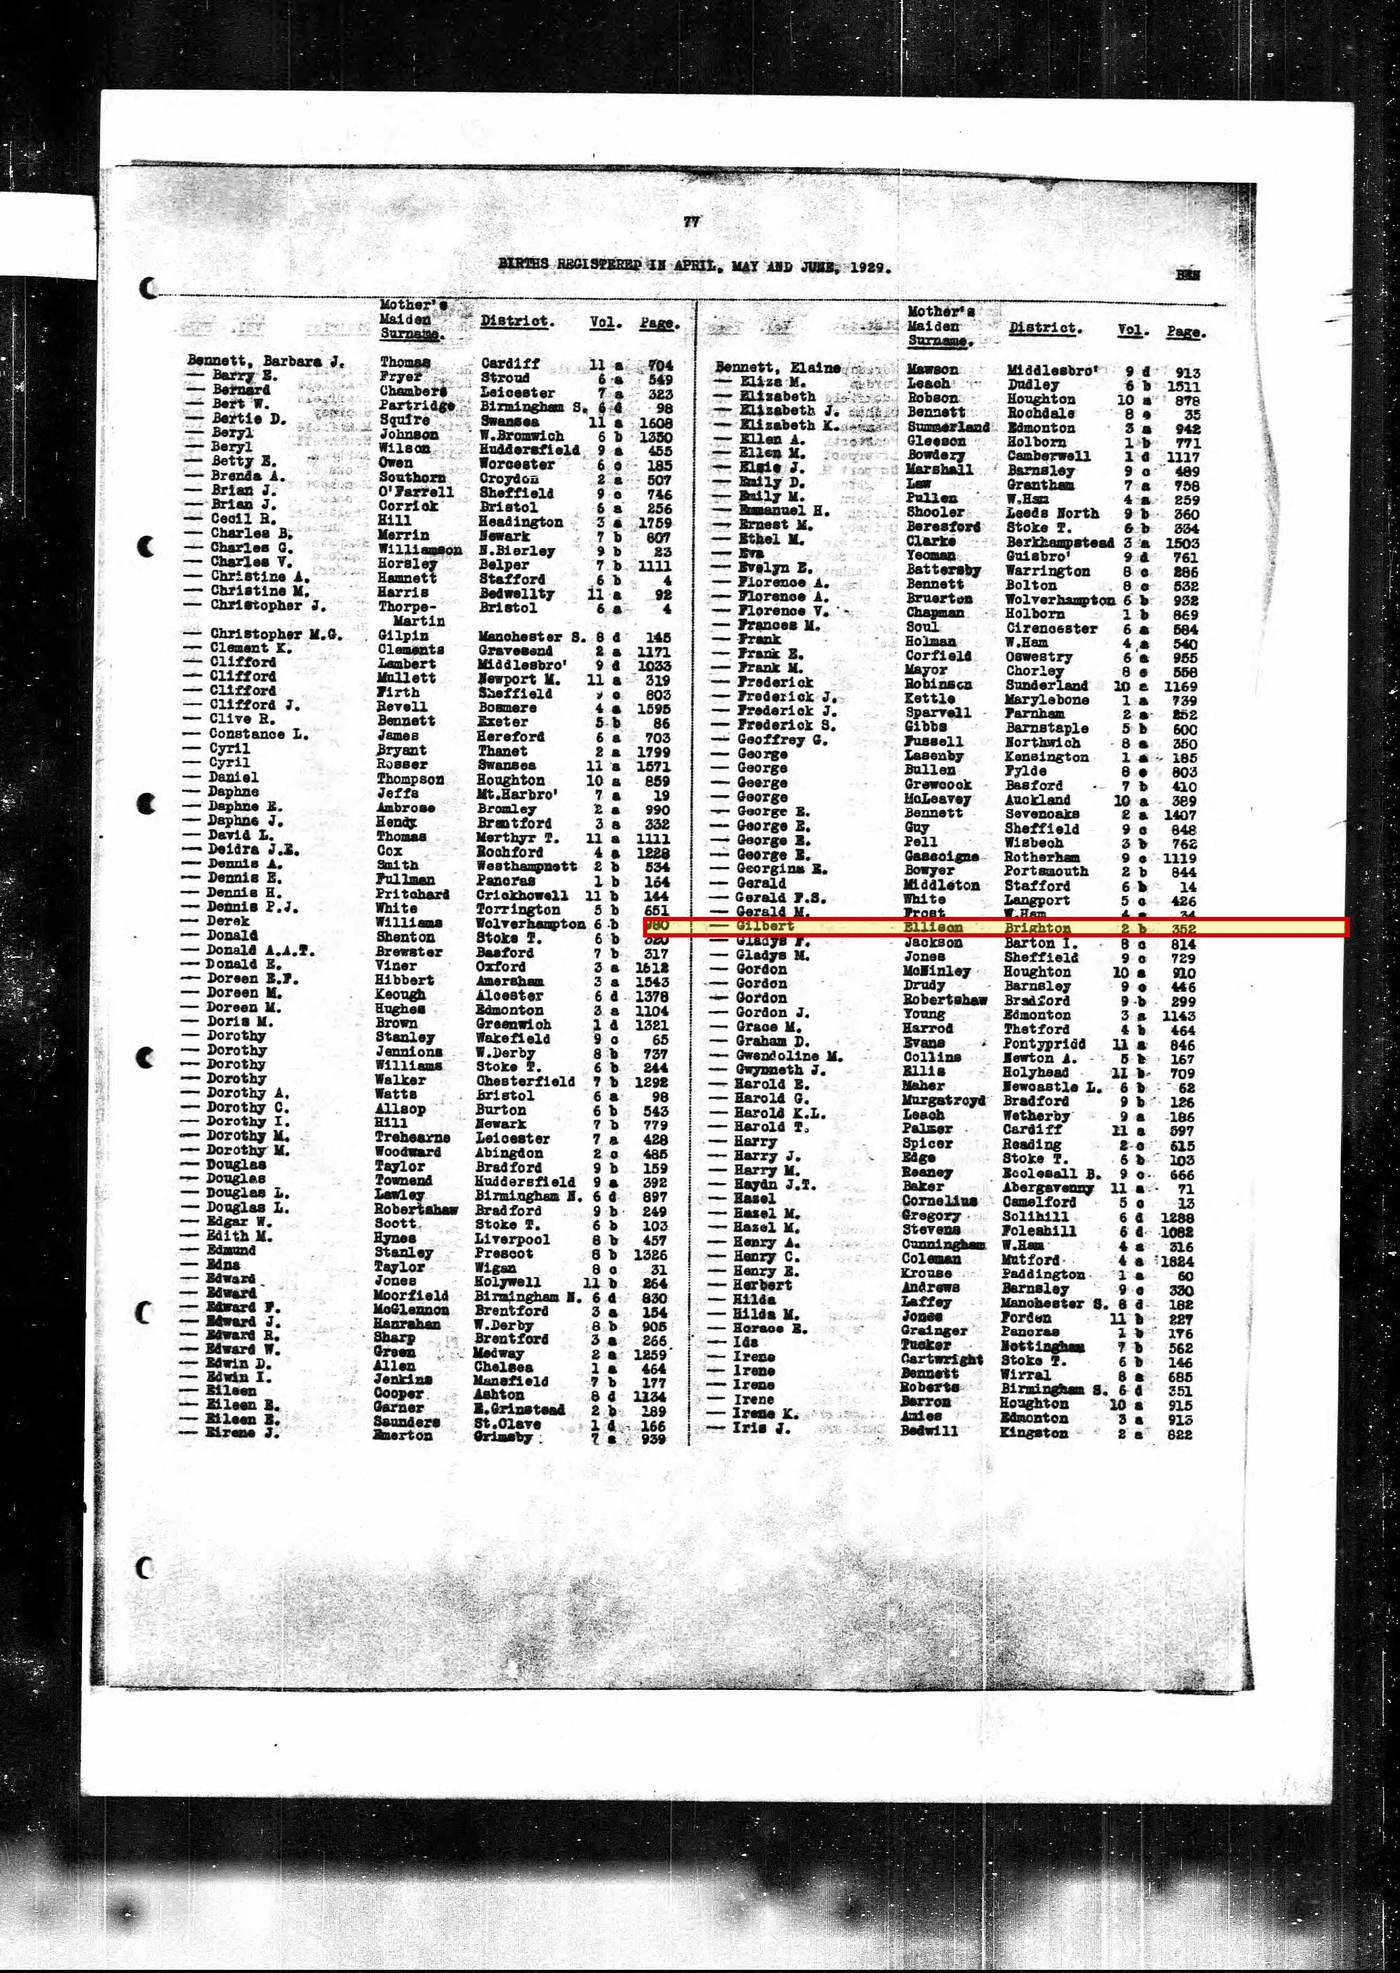 77
BIRTHS REGISTERED IN APRIL, MAY AND JUNE, 1929.
BEN
Mother's Maiden Surname. District. Vol. Page.
Bennett, Barbara J. Thomas Cardiff 11 a 704
— Barry E. Fryer Stroud 6 a 549
— Bernard Chambers Leicester 7 a 323
— Bert W. Partridge Birmingham S. 6 d 98
— Bertie D. Squire Swansea 11 a 1608
— Beryl Johnson W.Bromwich 6 b 1350
— Beryl Wilson Huddersfield 9 a 455
— Betty E. Owen Worcester 6 c 185
— Brenda A. Southorn Croydon 2 a 507
— Brian J. O'Farrell Sheffield 9 c 746
— Brian J. Corrick Bristol 6 a 256
— Cecil R. Hill Headington 3 a 1759
— Charles B. Merrin Newark 7 b 807
— Charles G. Williamson N.Bierley 9 b 23
— Charles V. Horsley Belper 7 b 1111
— Christine A. Hamnett Stafford 6 b 4
— Christine M. Harris Bedwellty 11 a 92
— Christopher J. Thorpe- Bristol 6 a 4
Martin
— Christopher M.G. Gilpin Manchester S. 8 d 145
— Clement K. Clements Gravesend 2 a 1171
— Clifford Lambert Middlesbro' 9 d 1033
— Clifford Mullett Newport M. 11 a 319
— Clifford Firth Sheffield 9 c 803
— Clifford J. Revell Bosmere 4 a 1595
— Clive R. Bennett Exeter 5 b 86
— Constance L. James Hereford 6 a 703
— Cyril Bryant Thanet 2 a 1799
— Cyril Rosser Swansea 11 a 1571
— Daniel Thompson Houghton 10 a 859
— Daphne Jeffs Mt.Harbro' 7 a 19
— Daphne E. Ambrose Bromley 2 a 990
— Daphne J. Hendy Brentford 3 a 332
— David L. Thomas Merthyr T. 11 a 1111
— Deidra J.E. Cox Rochford 4 a 1228
— Dennis A. Smith Westhampnett 2 b 534
— Dennis E. Fullman Pancras 1 b 164
— Dennis H. Pritchard Crickhowell 11 b 144
— Dennis P.J. White Torrington 5 b 651
— Derek Williams Wolverhampton 6 b 980
— Donald Shenton Stoke T. 6 b 320
— Donald A.A.T. Brewster Basford 7 b 317
— Donald E. Viner Oxford 3 a 1612
— Doreen E.F. Hibbert Amersham 3 a 1543
— Doreen M. Keough Alcester 6 d 1378
— Doreen M. Hughes Edmonton 3 a 1104
— Doris M. Brown Greenwich 1 d 1321
— Dorothy Stanley Wakefield 9 c 65
— Dorothy Jennions W.Derby 8 b 737
— Dorothy Williams Stoke T. 6 b 244
— Dorothy Walker Chesterfield 7 b 1292
— Dorothy A. Watts Bristol 6 a 98
— Dorothy C. Allsop Burton 6 b 543
— Dorothy I. Hill Newark 7 b 779
— Dorothy M. Trehearne Leicester 7 a 428
— Dorothy M. Woodward Abingdon 2 c 485
— Douglas Taylor Bradford 9 b 159
— Douglas Townend Huddersfield 9 a 392
— Douglas L. Lawley Birmingham N. 6 d 897
— Douglas L. Robertshaw Bradford 9 b 249
— Edgar W. Scott Stoke T. 6 b 103
— Edith M. Hynes Liverpool 8 b 457
— Edmund Stanley Prescot 8 b 1326
— Edna Taylor Wigan 8 c 31
— Edward Jones Holywell 11 b 264
— Edward Moorfield Birmingham N. 6 d 830
— Edward F. McGlennon Brentford 3 a 154
— Edward J. Hanrahan W.Derby 8 b 905
— Edward R. Sharp Brentford 3 a 266
— Edward W. Green Medway 2 a 1259
— Edwin D. Allen Chelsea 1 a 464
— Edwin I. Jenkins Mansfield 7 b 177
— Eileen Cooper Ashton 8 d 1134
— Eileen E. Garner E.Grinstead 2 b 189
— Eileen E. Saunders St.Olave 1 d 166
— Eirene J. Emerton Grimsby 7 a 939
Mother's Maiden Surname. District. Vol. Page.
Bennett, Elaine Mawson Middlesbro' 9 d 913
— Eliza M. Leach Dudley 6 b 1511
— Elizabeth Robson Houghton 10 a 878
— Elizabeth J. Bennett Rochdale 8 e 35
— Elizabeth K. Summerland Edmonton 3 a 942
— Ellen A. Gleeson Holborn 1 b 771
— Ellen M. Bowdery Camberwell 1 d 1117
— Elsie J. Marshall Barnsley 9 c 489
— Emily D. Law Grantham 7 a 758
— Emily M. Pullen W.Ham 4 a 259
— Emmanuel H. Shooler Leeds North 9 b 360
— Ernest M. Beresford Stoke T. 6 b 334
— Ethel M. Clarke Berkhampstead 3 a 1503
— Eva Yeoman Guisbro' 9 d 761
— Evelyn E. Battersby Warrington 8 c 286
— Florence A. Bennett Bolton 8 c 532
— Florence A. Bruerton Wolverhampton 6 b 932
— Florence V. Chapman Holborn 1 b 869
— Frances M. Soul Cirencester 6 a 584
— Frank Holman W.Ham 4 a 540
— Frank E. Corfield Oswestry 6 a 955
— Frank M. Mayor Chorley 8 e 558
— Frederick Robinson Sunderland 10 a 1169
— Frederick J. Kettle Marylebone 1 a 739
— Frederick J. Sparvell Farnham 2 a 252
— Frederick S. Gibbs Barnstaple 5 b 600
— Geoffrey G. Fussell Northwich 8 a 350
— George Lasenby Kensington 1 a 185
— George Bullen Fylde 8 e 803
— George Grewcock Basford 7 b 410
— George McLeavey Auckland 10 a 389
— George E. Bennett Sevenoaks 2 a 1407
— George E. Guy Sheffield 9 c 848
— George E. Pell Wisbech 3 b 762
— George E. Gascoigne Rotherham 9 c 1119
— Georgina E. Bowyer Portsmouth 2 b 844
— Gerald Middleton Stafford 6 b 14
— Gerald F.S. White Langport 5 c 426
— Gerald M. Frost W.Ham 4 a 34
— Gilbert Ellison Brighton 2 b 352
— Gladys F. Jackson Barton I. 8 c 814
— Gladys M. Jones Sheffield 9 c 729
— Gordon McNinley Houghton 10 a 910
— Gordon Drudy Barnsley 9 c 446
— Gordon Robertshaw Bradford 9 b 299
— Gordon J. Young Edmonton 3 a 1143
— Grace M. Harrod Thetford 4 b 464
— Graham D. Evans Pontypridd 11 a 846
— Gwendoline M. Collins Newton A. 5 b 167
— Gwynneth J. Ellis Holyhead 11 b 709
— Harold E. Maher Newcastle L. 6 b 62
— Harold G. Murgatroyd Bradford 9 b 126
— Harold K.L. Leach Wetherby 9 a 186
— Harold T. Palmer Cardiff 11 a 597
— Harry Spicer Reading 2 c 615
— Harry J. Edge Stoke T. 6 b 103
— Harry M. Reaney Ecclesall B. 9 c 666
— Haydn J.T. Baker Abergavenny 11 a 71
— Hazel Cornelius Camelford 5 c 13
— Hazel M. Gregory Solihill 6 d 1288
— Hazel M. Stevens Foleshill 6 d 1082
— Henry A. Cunningham W.Ham 4 a 316
— Henry C. Coleman Mutford 4 a 1824
— Henry E. Krouse Paddington 1 a 60
— Herbert Andrews Barnsley 9 c 330
— Hilda Laffey Manchester S. 8 d 182
— Hilda M. Jones Forden 11 b 227
— Horace E. Grainger Pancras 1 b 176
— Ida Tucker Nottingham 7 b 562
— Irene Cartwright Stoke T. 6 b 146
— Irene Bennett Wirral 8 a 685
— Irene Roberts Birmingham S. 6 d 351
— Irene Barron Houghton 10 a 915
— Irene K. Amies Edmonton 3 a 913
— Iris J. Bedwill Kingston 2 a 822